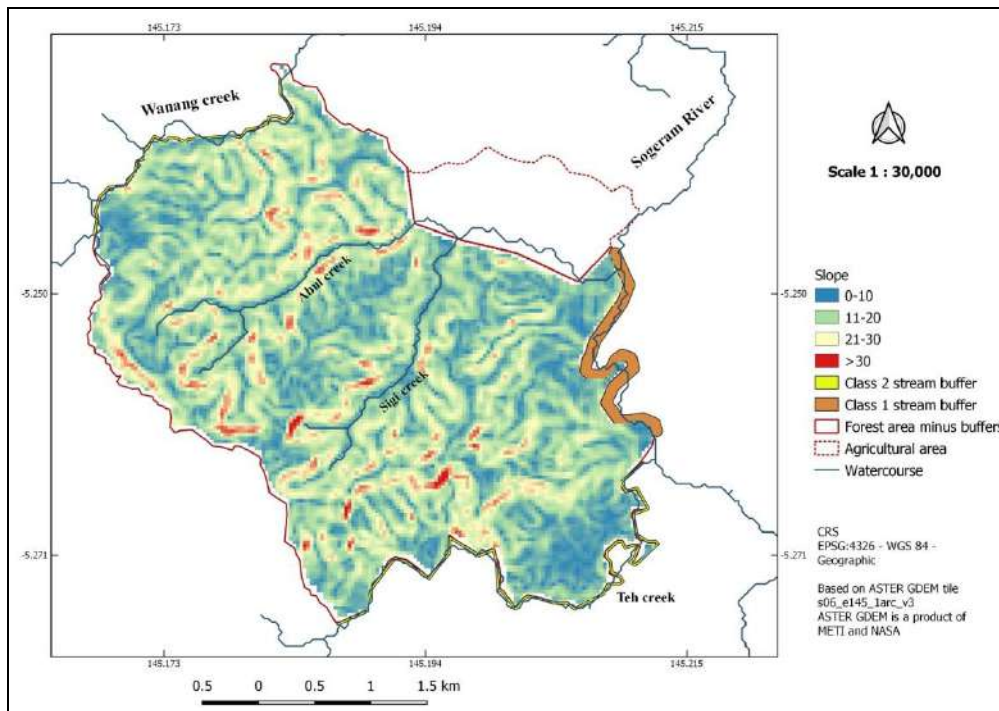 145.173 145.194 145.215
Wanang creek
Sogeram River
Scale 1 : 30,000
-5.250 -5.250
Abul creek
Sigi creek
Slope
0-10
11-20
21-30
>30
Class 2 stream buffer
Class 1 stream buffer
Forest area minus buffers
Agricultural area
Watercourse
CRS
EPSG:4326 - WGS 84 -
Geographic
-5.271 -5.271
Based on ASTER GDEM tile
s06_e145_1arc_v3
ASTER GDEM is a product of
METI and NASA
Teh creek
145.173 145.194 145.215
0.5 0 0.5 1 1.5 km